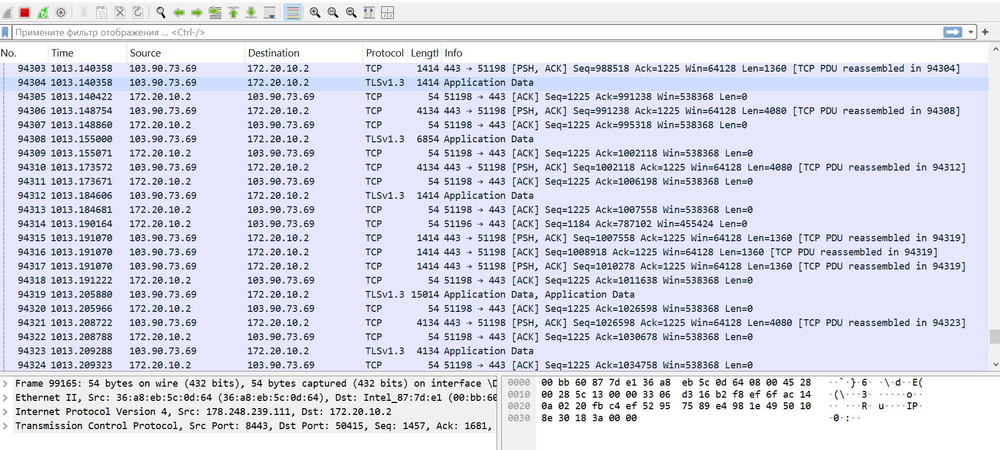 Примените фильтр отображения ... <Ctrl-/>
No. Time Source Destination Protocol Length Info
94303 1013.140358 103.90.73.69 172.20.10.2 TCP 1414 443 → 51198 [PSH, ACK] Seq=988518 Ack=1225 Win=64128 Len=1360 [TCP PDU reassembled in 94304]
94304 1013.140358 103.90.73.69 172.20.10.2 TLSv1.3 1414 Application Data
94305 1013.140422 172.20.10.2 103.90.73.69 TCP 54 51198 → 443 [ACK] Seq=1225 Ack=991238 Win=538368 Len=0
94306 1013.148754 103.90.73.69 172.20.10.2 TCP 4134 443 → 51198 [PSH, ACK] Seq=991238 Ack=1225 Win=64128 Len=4080 [TCP PDU reassembled in 94308]
94307 1013.148860 172.20.10.2 103.90.73.69 TCP 54 51198 → 443 [ACK] Seq=1225 Ack=995318 Win=538368 Len=0
94308 1013.155000 103.90.73.69 172.20.10.2 TLSv1.3 6854 Application Data
94309 1013.155071 172.20.10.2 103.90.73.69 TCP 54 51198 → 443 [ACK] Seq=1225 Ack=1002118 Win=538368 Len=0
94310 1013.173572 103.90.73.69 172.20.10.2 TCP 4134 443 → 51198 [PSH, ACK] Seq=1002118 Ack=1225 Win=64128 Len=4080 [TCP PDU reassembled in 94312]
94311 1013.173671 172.20.10.2 103.90.73.69 TCP 54 51198 → 443 [ACK] Seq=1225 Ack=1006198 Win=538368 Len=0
94312 1013.184606 103.90.73.69 172.20.10.2 TLSv1.3 1414 Application Data
94313 1013.184681 172.20.10.2 103.90.73.69 TCP 54 51198 → 443 [ACK] Seq=1225 Ack=1007558 Win=538368 Len=0
94314 1013.190164 172.20.10.2 103.90.73.69 TCP 54 51196 → 443 [ACK] Seq=1184 Ack=787102 Win=455424 Len=0
94315 1013.191070 103.90.73.69 172.20.10.2 TCP 1414 443 → 51198 [PSH, ACK] Seq=1007558 Ack=1225 Win=64128 Len=1360 [TCP PDU reassembled in 94319]
94316 1013.191070 103.90.73.69 172.20.10.2 TCP 1414 443 → 51198 [ACK] Seq=1008918 Ack=1225 Win=64128 Len=1360 [TCP PDU reassembled in 94319]
94317 1013.191070 103.90.73.69 172.20.10.2 TCP 1414 443 → 51198 [PSH, ACK] Seq=1010278 Ack=1225 Win=64128 Len=1360 [TCP PDU reassembled in 94319]
94318 1013.191222 172.20.10.2 103.90.73.69 TCP 54 51198 → 443 [ACK] Seq=1225 Ack=1011638 Win=538368 Len=0
94319 1013.205880 103.90.73.69 172.20.10.2 TLSv1.3 15014 Application Data, Application Data
94320 1013.205966 172.20.10.2 103.90.73.69 TCP 54 51198 → 443 [ACK] Seq=1225 Ack=1026598 Win=538368 Len=0
94321 1013.208722 103.90.73.69 172.20.10.2 TCP 4134 443 → 51198 [PSH, ACK] Seq=1026598 Ack=1225 Win=64128 Len=4080 [TCP PDU reassembled in 94323]
94322 1013.208788 172.20.10.2 103.90.73.69 TCP 54 51198 → 443 [ACK] Seq=1225 Ack=1030678 Win=538368 Len=0
94323 1013.209288 103.90.73.69 172.20.10.2 TLSv1.3 4134 Application Data
94324 1013.209323 172.20.10.2 103.90.73.69 TCP 54 51198 → 443 [ACK] Seq=1225 Ack=1034758 Win=538368 Len=0
Frame 99165: 54 bytes on wire (432 bits), 54 bytes captured (432 bits) on interface \D
Ethernet II, Src: 36:a8:eb:5c:0d:64 (36:a8:eb:5c:0d:64), Dst: Intel_87:7d:e1 (00:bb:60
Internet Protocol Version 4, Src: 178.248.239.111, Dst: 172.20.10.2
Transmission Control Protocol, Src Port: 8443, Dst Port: 50415, Seq: 1457, Ack: 1681,
0000 00 bb 60 87 7d e1 36 a8 eb 5c 0d 64 08 00 45 28 ··`·}·6· ·\·d··E(
0010 00 28 5c 13 00 00 33 06 d3 16 b2 f8 ef 6f ac 14 ·(\···3· ·····o··
0020 0a 02 20 fb c4 ef 52 95 75 89 e4 98 1e 49 50 10 ·· ···R· u····IP·
0030 8e 30 18 3a 00 00 ·0·:··